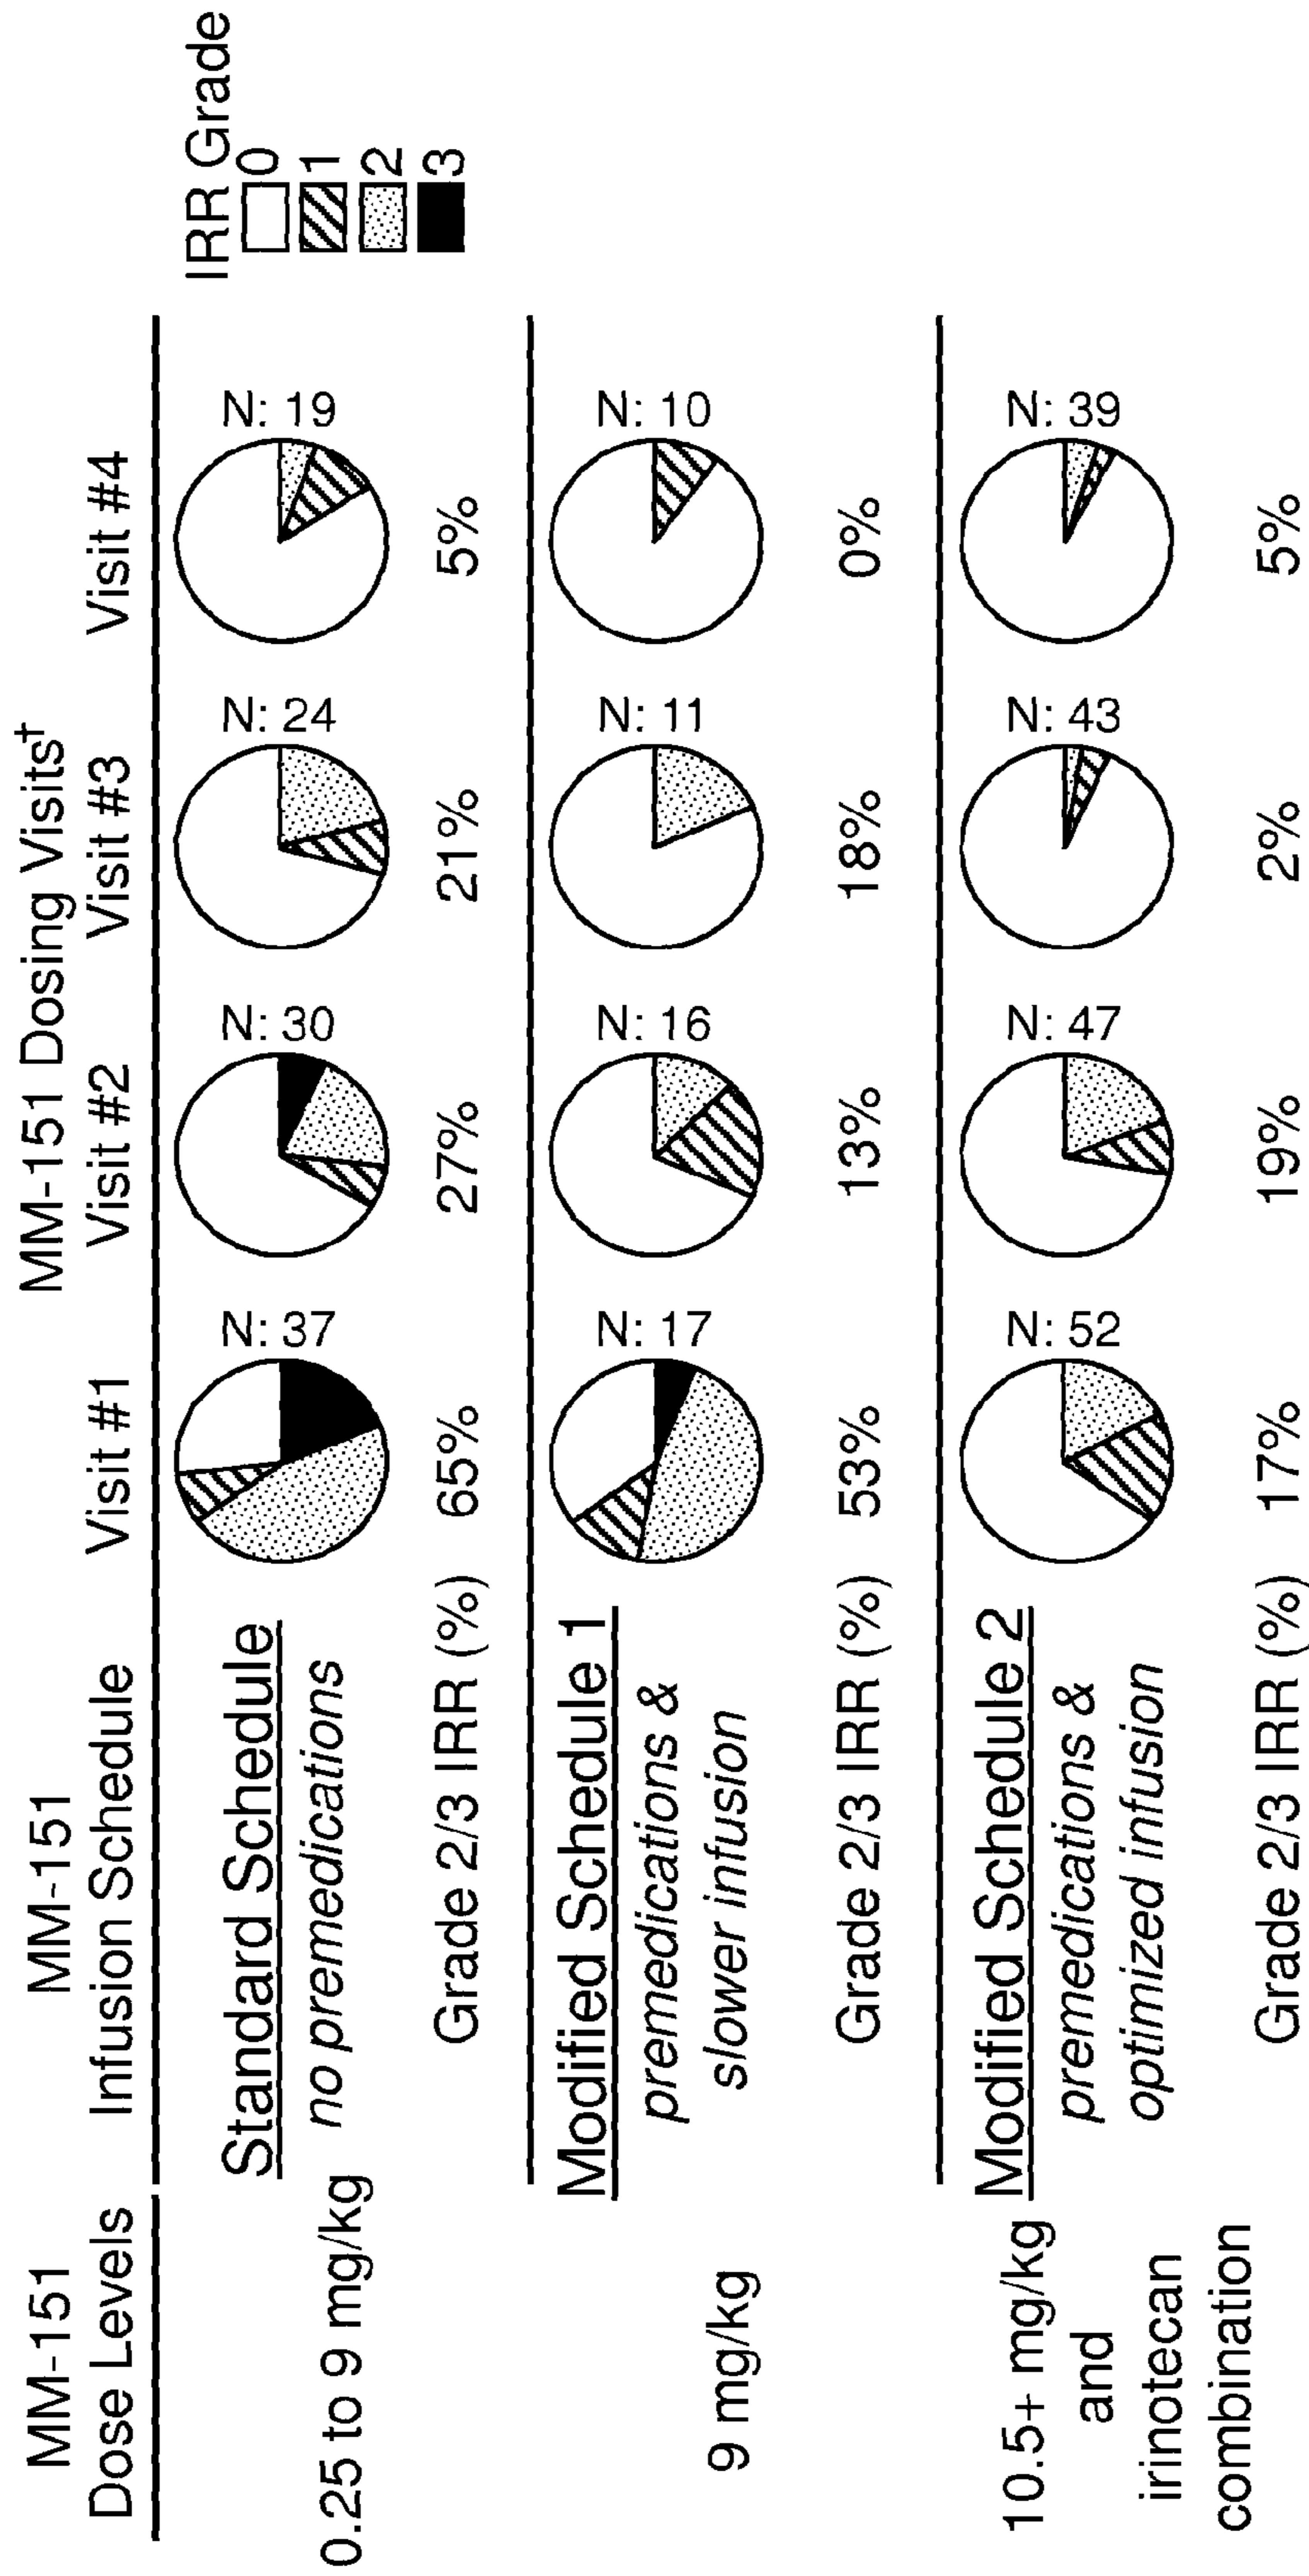 MM-151
Dose Levels
MM-151
Infusion Schedule
MM-151 Dosing Visits†
Visit #1
Visit #2
Visit #3
Visit #4
IRR Grade
0
1
2
3
0.25 to 9 mg/kg
Standard Schedule
no premedications
N: 37
N: 30
N: 24
N: 19
Grade 2/3 IRR (%)
65%
27%
21%
5%
9 mg/kg
Modified Schedule 1
premedications &
slower infusion
N: 17
N: 16
N: 11
N: 10
Grade 2/3 IRR (%)
53%
13%
18%
0%
10.5+ mg/kg
and
irinotecan
combination
Modified Schedule 2
premedications &
optimized infusion
N: 52
N: 47
N: 43
N: 39
Grade 2/3 IRR (%)
17%
19%
2%
5%